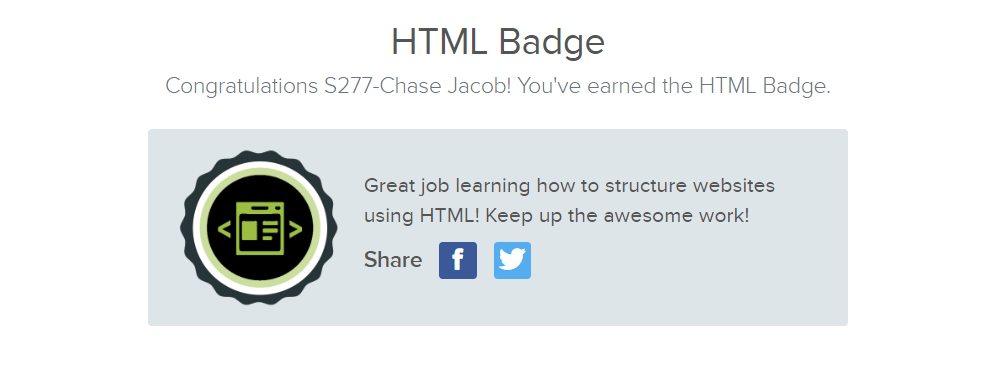 HTML Badge
Congratulations S277-Chase Jacob! You've earned the HTML Badge.
Great job learning how to structure websites
using HTML! Keep up the awesome work!
Share